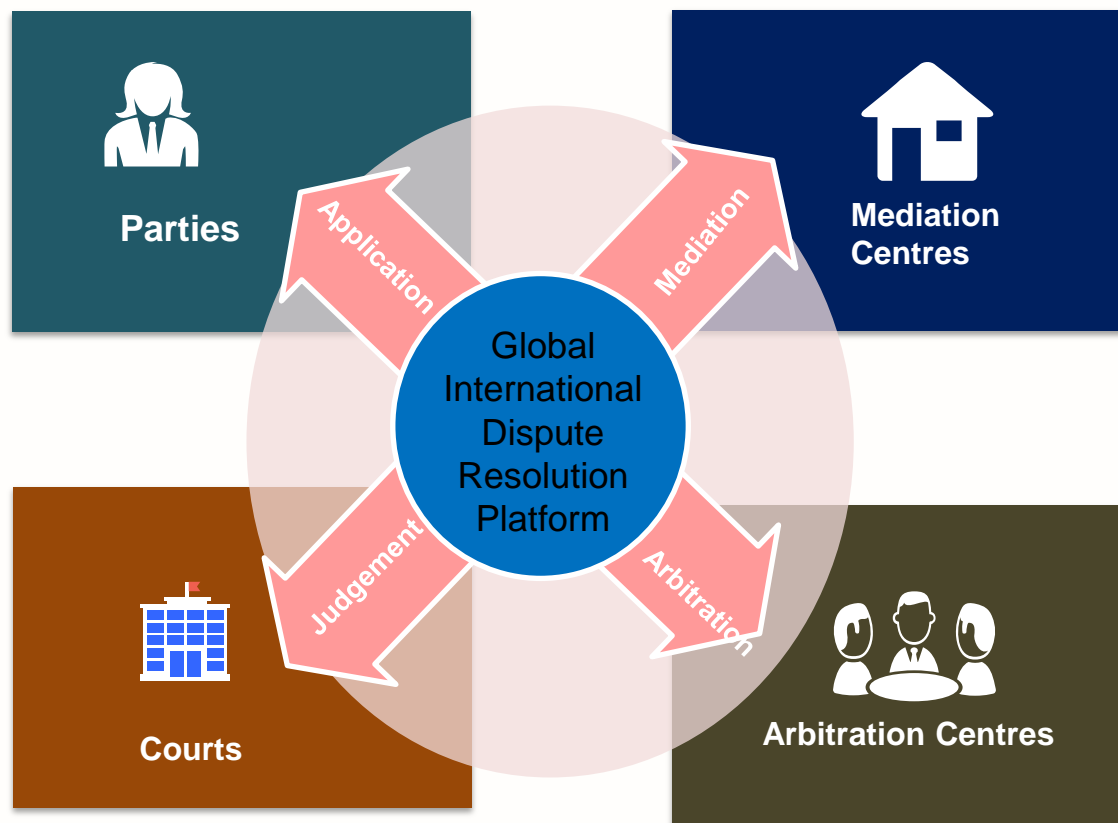 Parties
Application
Mediation
Mediation
Centres
Global
International
Dispute
Resolution
Platform
Judgement
Arbitration
Courts
Arbitration Centres